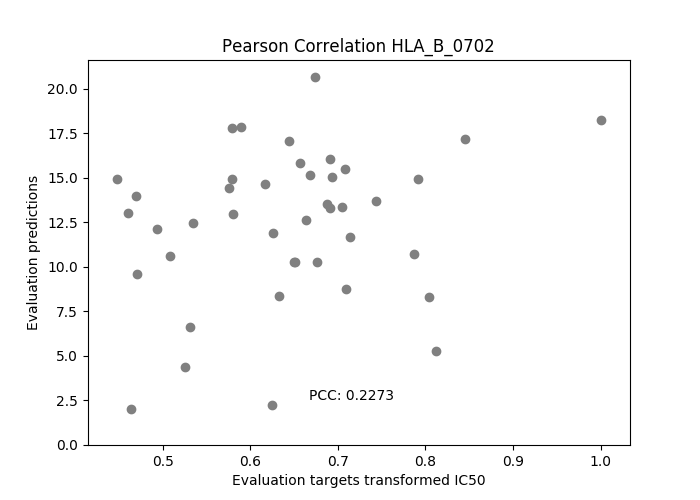 Pearson Correlation HLA_B_0702
Evaluation predictions
20.0
17.5
15.0
12.5
10.0
7.5
5.0
2.5
0.0
PCC: 0.2273
0.5 0.6 0.7 0.8 0.9 1.0
Evaluation targets transformed IC50